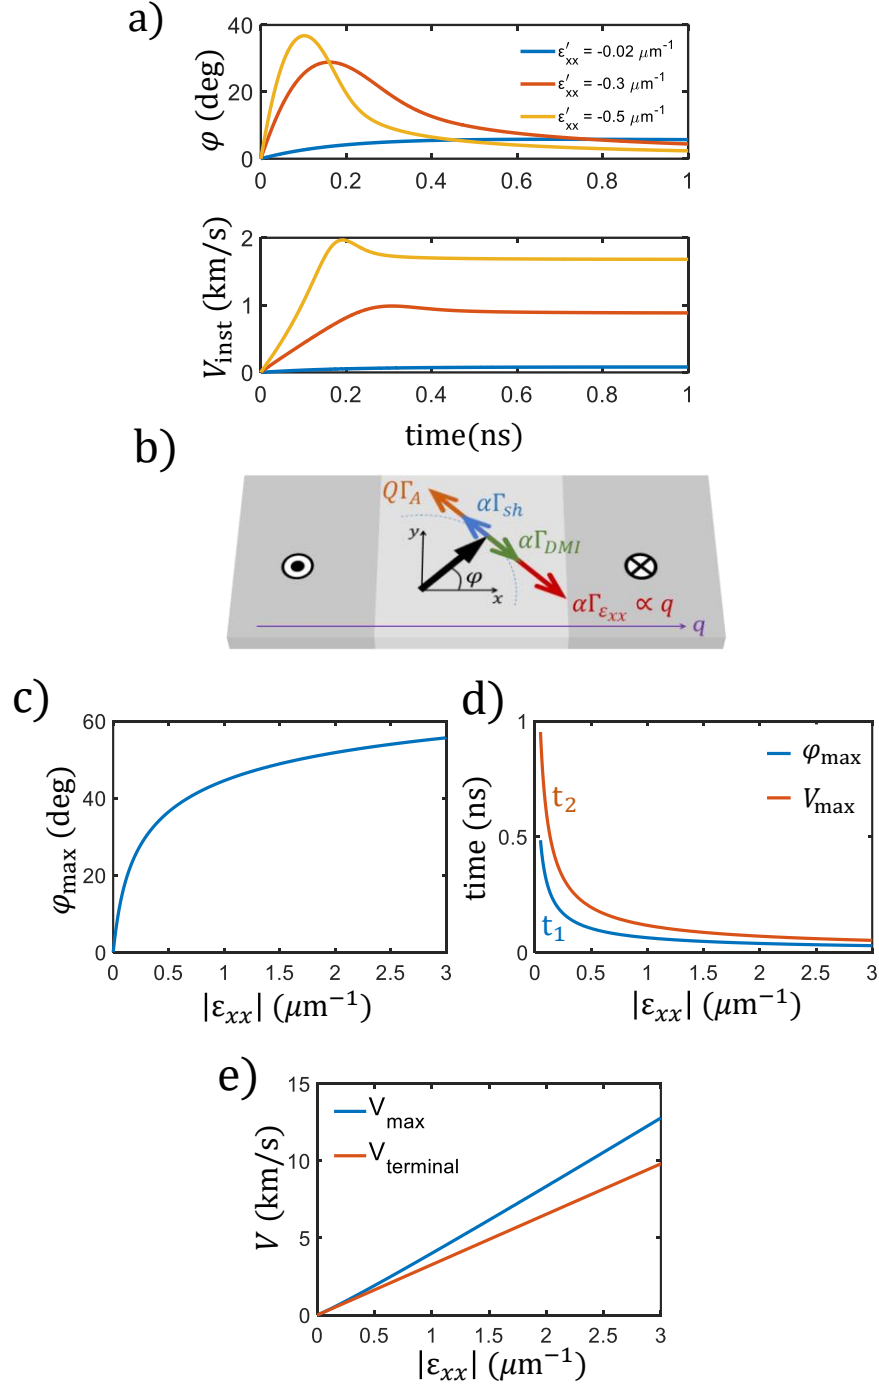 a)
40
20
0
φ (deg)
ε′xx = -0.02 μm⁻¹
ε′xx = -0.3 μm⁻¹
ε′xx = -0.5 μm⁻¹
0 0.2 0.4 0.6 0.8 1
2
1
0
Vinst (km/s)
0 0.2 0.4 0.6 0.8 1
time(ns)
b)
QΓA
αΓsh
αΓDMI
αΓεxx ∝ q
y
x
φ
q
c)
60
40
20
0
φmax (deg)
0 0.5 1 1.5 2 2.5 3
|εxx| (μm⁻¹)
d)
1
0.5
0
time (ns)
φmax
Vmax
t2
t1
0 0.5 1 1.5 2 2.5 3
|εxx| (μm⁻¹)
e)
15
10
5
0
V (km/s)
Vmax
Vterminal
0 0.5 1 1.5 2 2.5 3
|εxx| (μm⁻¹)